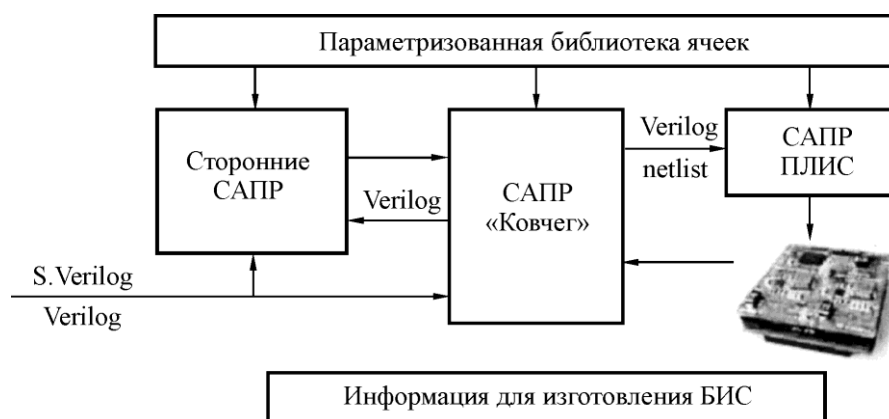 Параметризованная библиотека ячеек
Сторонние
САПР
Verilog
САПР
«Ковчег»
Verilog
netlist
САПР
ПЛИС
S.Verilog
Verilog
Информация для изготовления БИС